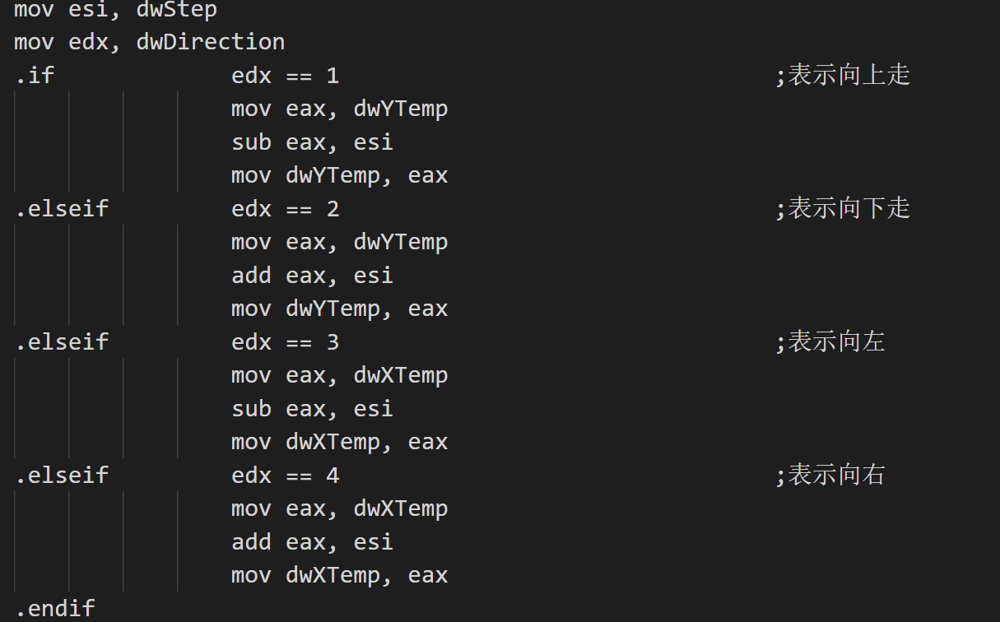 mov esi, dwStep
mov edx, dwDirection
.if edx == 1 ;表示向上走
mov eax, dwYTemp
sub eax, esi
mov dwYTemp, eax
.elseif edx == 2 ;表示向下走
mov eax, dwYTemp
add eax, esi
mov dwYTemp, eax
.elseif edx == 3 ;表示向左
mov eax, dwXTemp
sub eax, esi
mov dwXTemp, eax
.elseif edx == 4 ;表示向右
mov eax, dwXTemp
add eax, esi
mov dwXTemp, eax
.endif